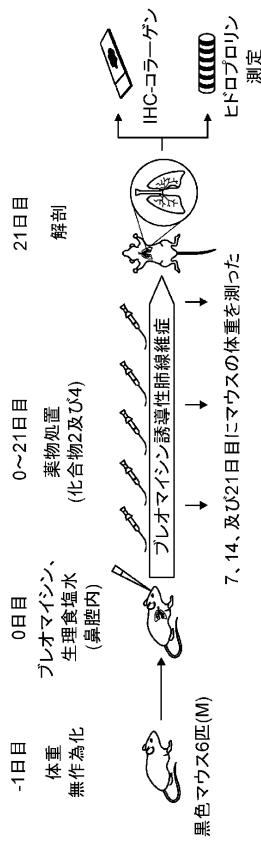 -1日目
体重
無作為化
黒色マウス6匹(M)
0日目
ブレオマイシン、
生理食塩水
(鼻腔内)
0~21日目
薬物処置
(化合物2及び4)
ブレオマイシン誘導性肺線維症
7、14、及び21日目にマウスの体重を測った
21日目
解剖
IHC-コラーゲン
ヒドロプロリン
測定